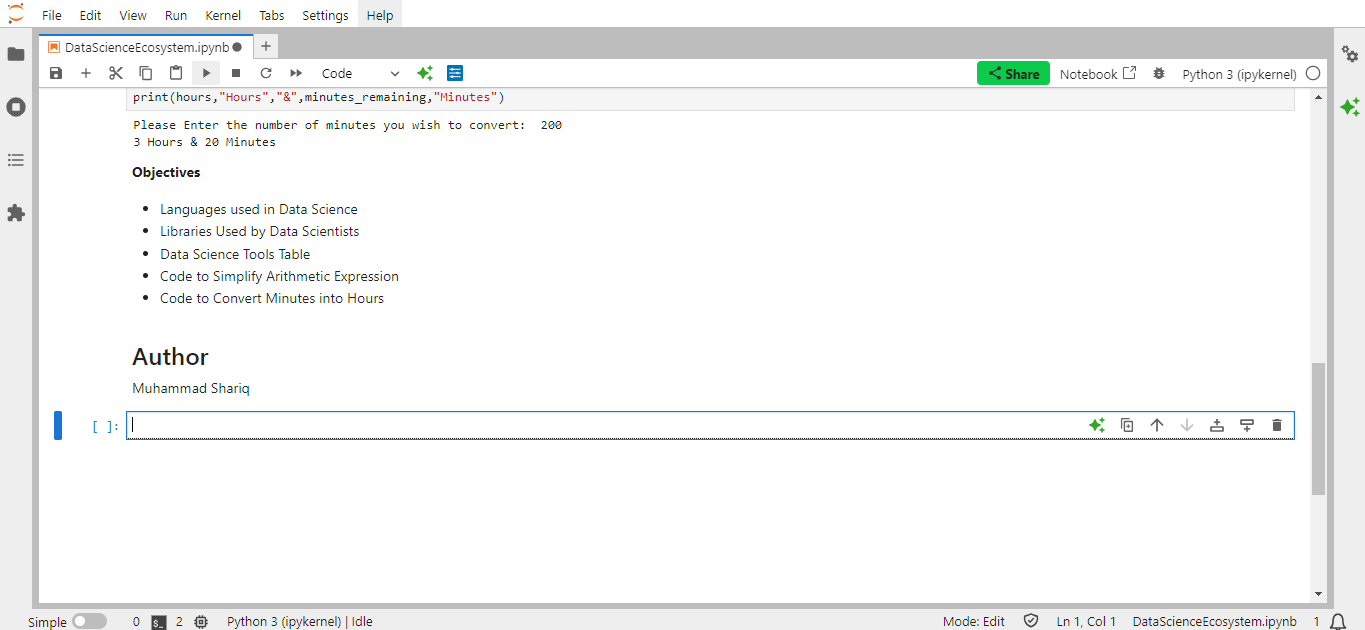 File Edit View Run Kernel Tabs Settings Help
DataScienceEcosystem.ipynb
Code Share Notebook Python 3 (ipykernel)
print(hours,"Hours","&",minutes_remaining,"Minutes")
Please Enter the number of minutes you wish to convert:  200
3 Hours & 20 Minutes
Objectives
Languages used in Data Science
Libraries Used by Data Scientists
Data Science Tools Table
Code to Simplify Arithmetic Expression
Code to Convert Minutes into Hours
Author
Muhammad Shariq
[ ]:
Simple 0 $_ 2 Python 3 (ipykernel) | Idle Mode: Edit Ln 1, Col 1 DataScienceEcosystem.ipynb 1